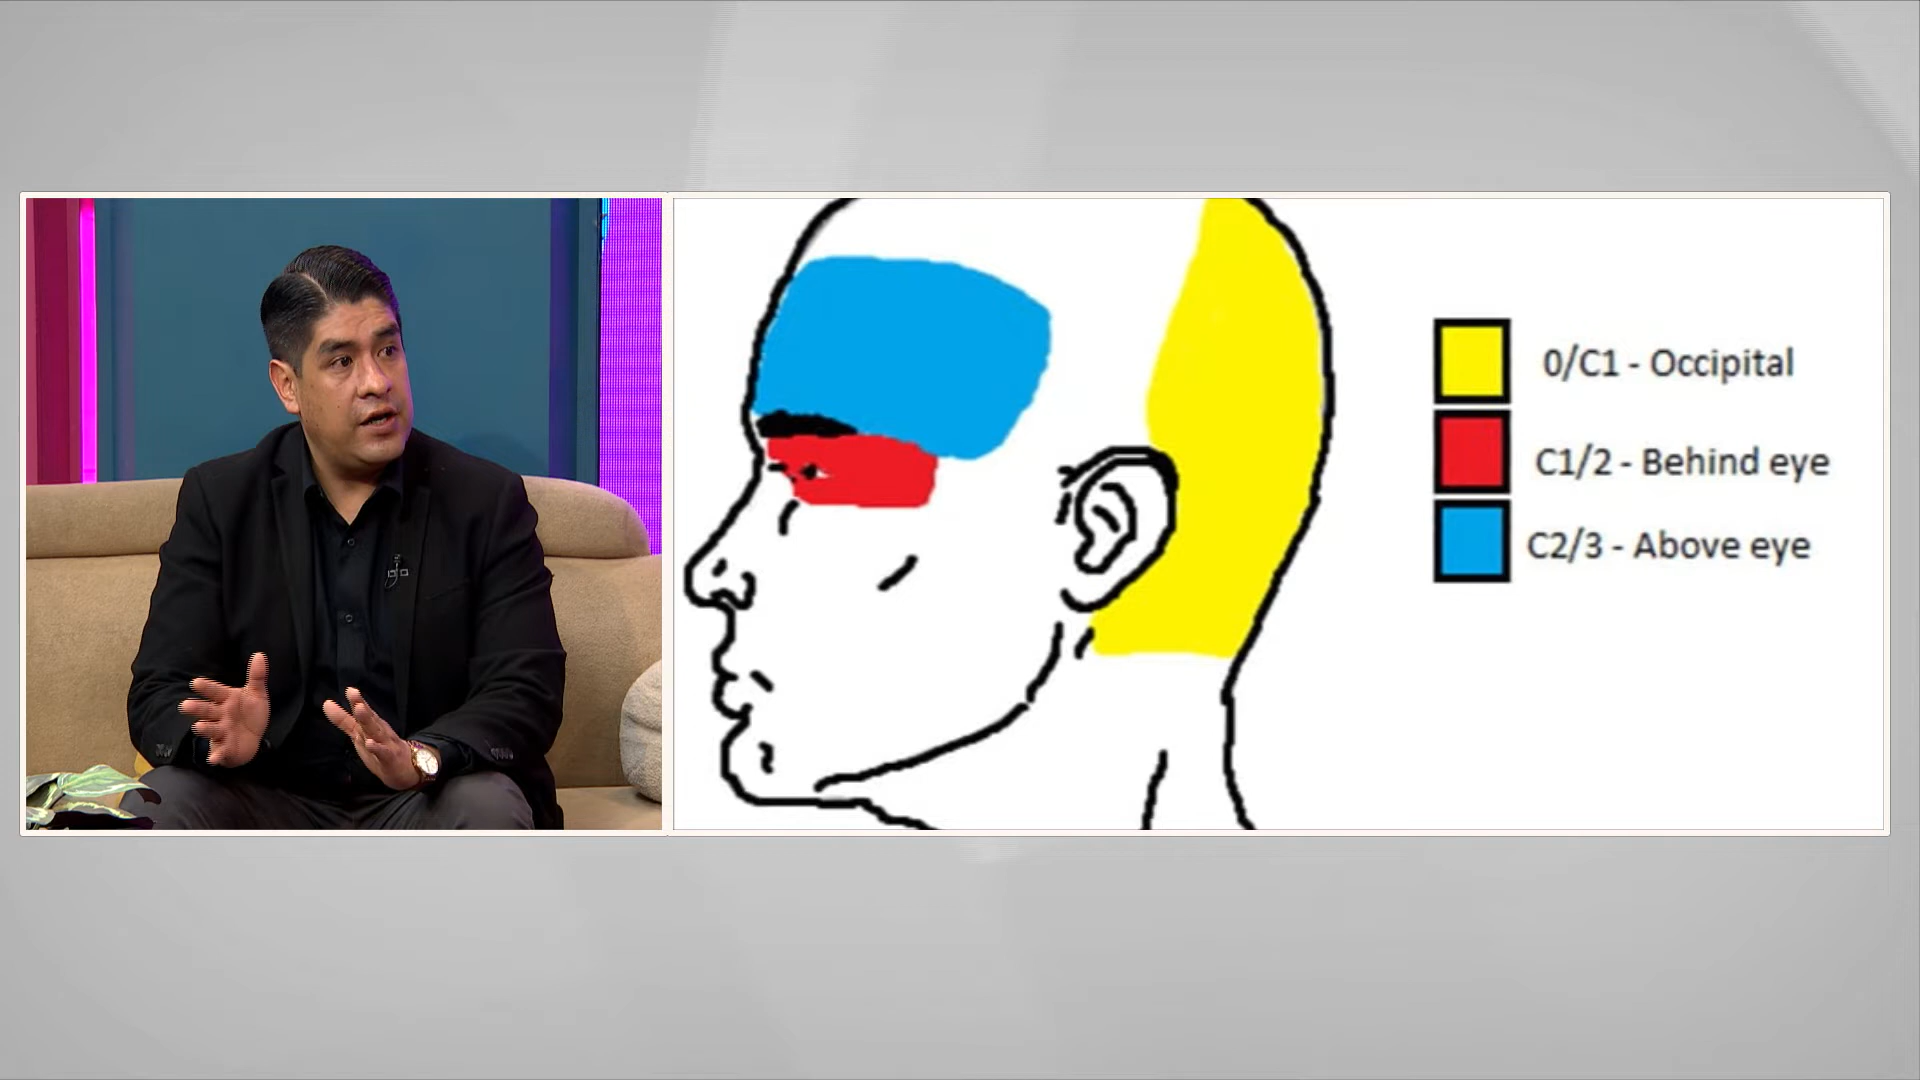 0/C1 - Occipital
C1/2 - Behind eye
C2/3 - Above eye